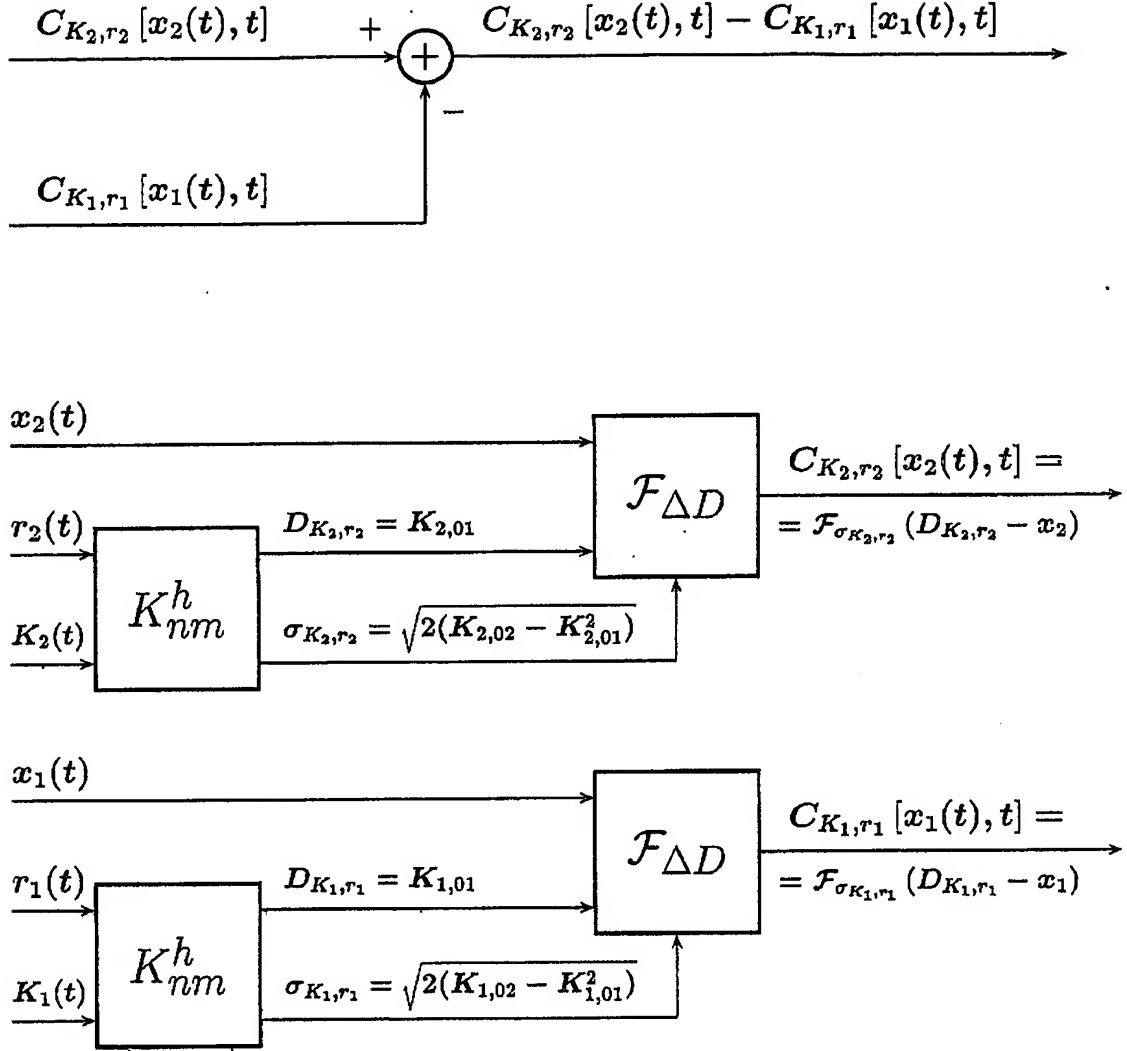 C_{K_2,r_2} [x_2(t), t]
+
C_{K_2,r_2} [x_2(t), t] − C_{K_1,r_1} [x_1(t), t]
+
−
C_{K_1,r_1} [x_1(t), t]
x_2(t)
r_2(t)
K_2(t)
K^h_{nm}
D_{K_2,r_2} = K_{2,01}
σ_{K_2,r_2} = √(2(K_{2,02} − K^2_{2,01}))
ℱ_{ΔD}
C_{K_2,r_2} [x_2(t), t] =
= ℱ_{σ_{K_2,r_2}} (D_{K_2,r_2} − x_2)
x_1(t)
r_1(t)
K_1(t)
K^h_{nm}
D_{K_1,r_1} = K_{1,01}
σ_{K_1,r_1} = √(2(K_{1,02} − K^2_{1,01}))
ℱ_{ΔD}
C_{K_1,r_1} [x_1(t), t] =
= ℱ_{σ_{K_1,r_1}} (D_{K_1,r_1} − x_1)